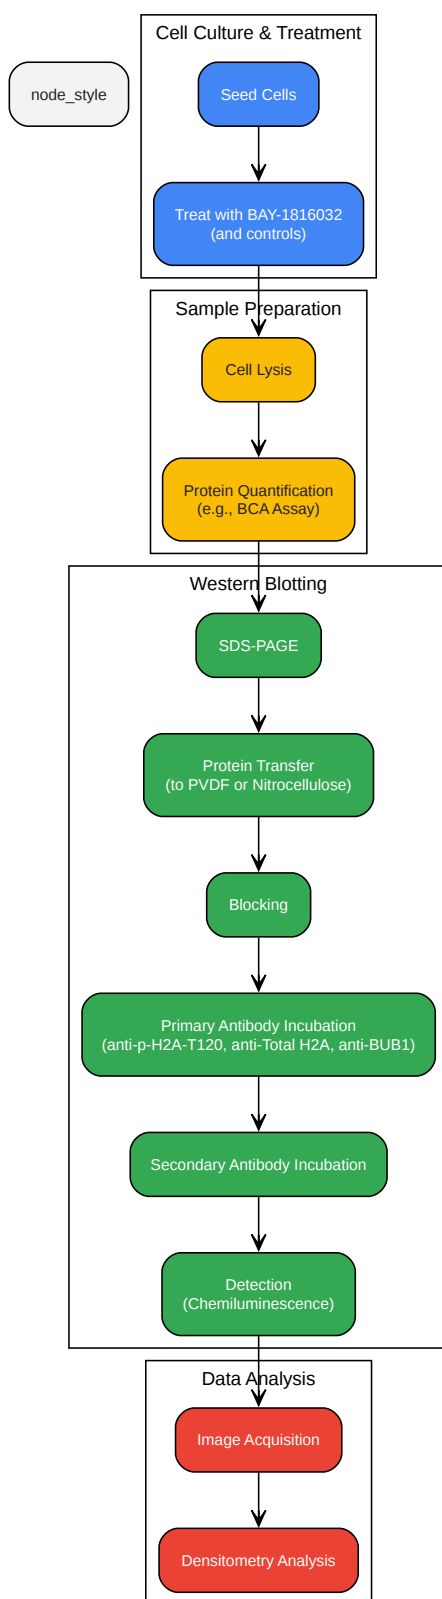 Cell Culture & Treatment
node_style
Seed Cells
Treat with BAY-1816032
(and controls)
Sample Preparation
Cell Lysis
Protein Quantification
(e.g., BCA Assay)
Western Blotting
SDS-PAGE
Protein Transfer
(to PVDF or Nitrocellulose)
Blocking
Primary Antibody Incubation
(anti-p-H2A-T120, anti-Total H2A, anti-BUB1)
Secondary Antibody Incubation
Detection
(Chemiluminescence)
Data Analysis
Image Acquisition
Densitometry Analysis